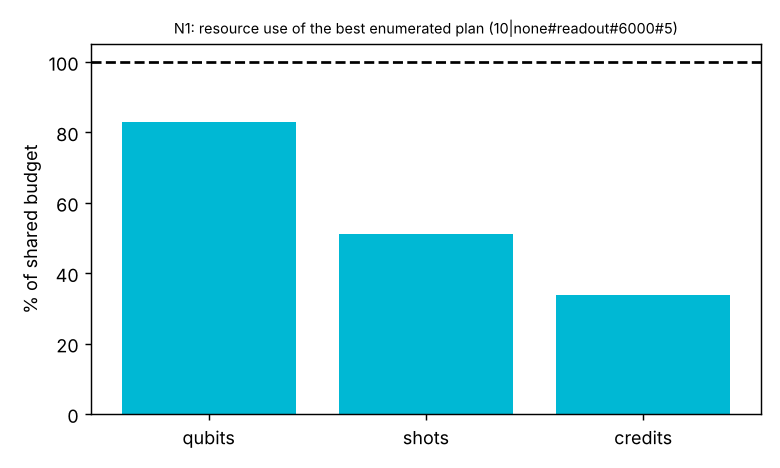 N1: resource use of the best enumerated plan (10|none#readout#6000#5)
% of shared budget
100
80
60
40
20
0
qubits shots credits